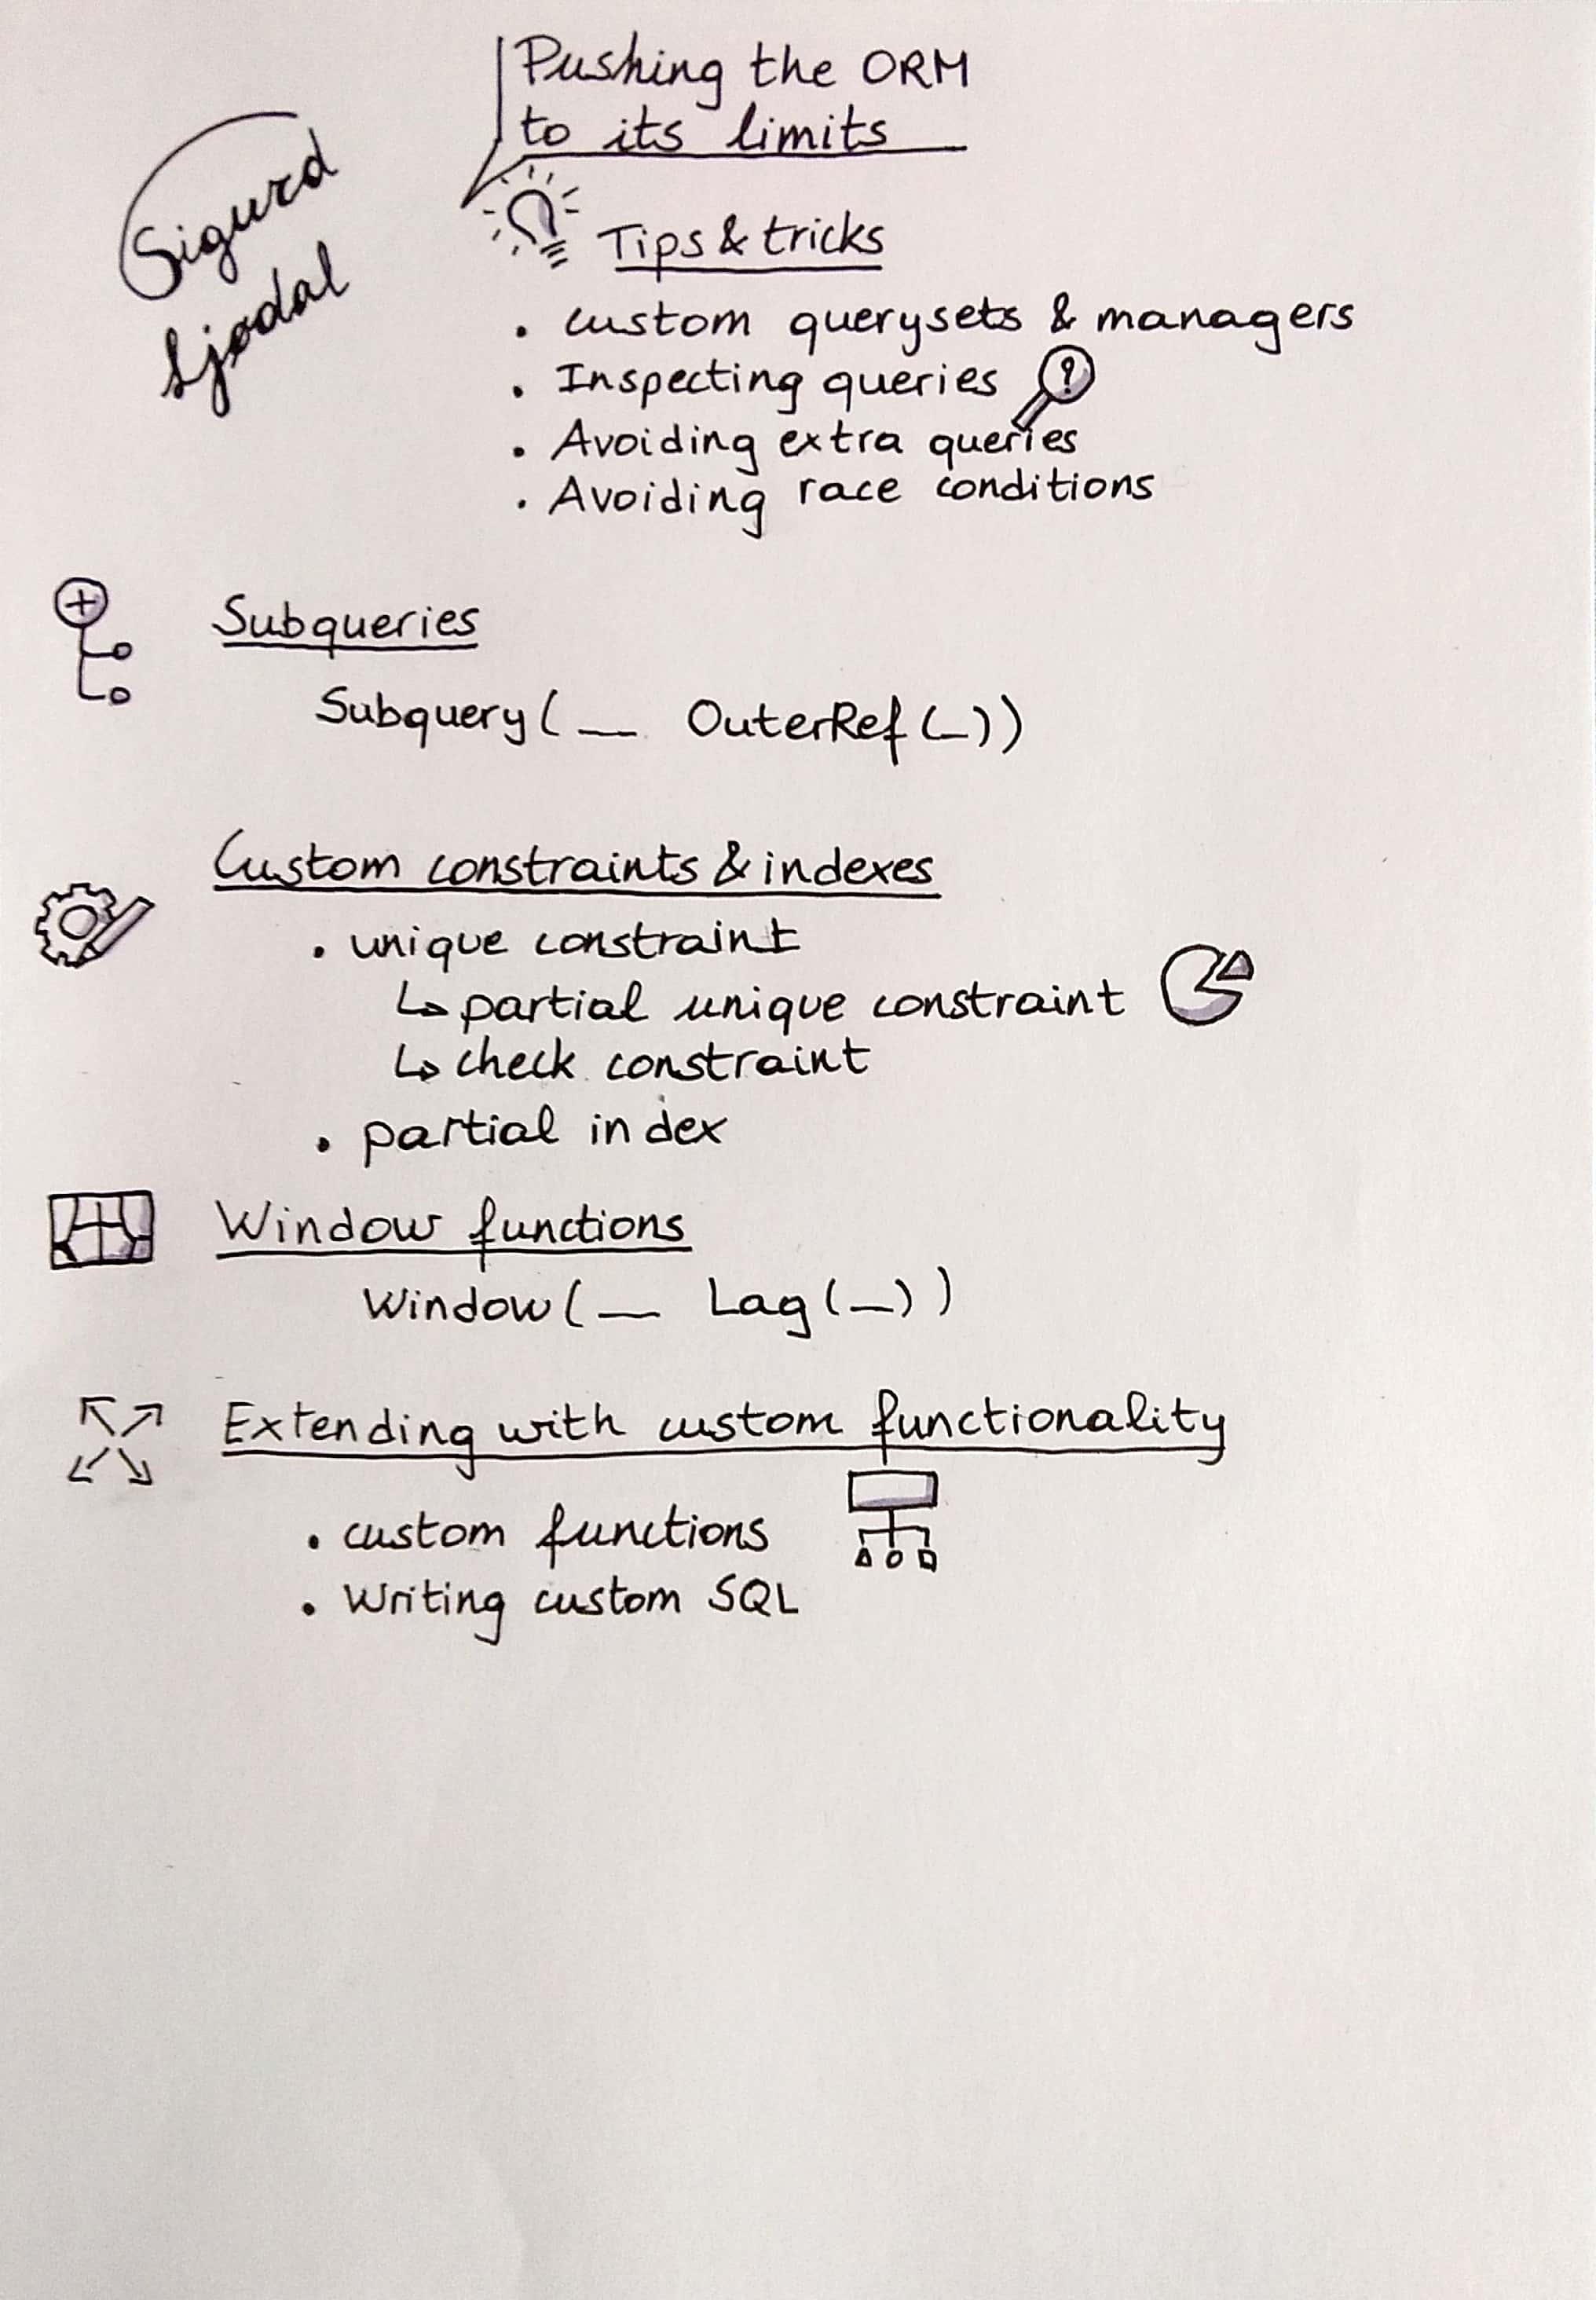 Pushing the ORM
to its limits
Sigurd
Ljødal
Tips & tricks
• custom querysets & managers
• Inspecting queries
?
• Avoiding extra queries
• Avoiding race conditions
Subqueries
Subquery ( _ OuterRef (_))
Custom constraints & indexes
• unique constraint
↳ partial unique constraint
↳ check constraint
• partial index
Window functions
Window ( _ Lag (_) )
Extending with custom functionality
• custom functions
• Writing custom SQL